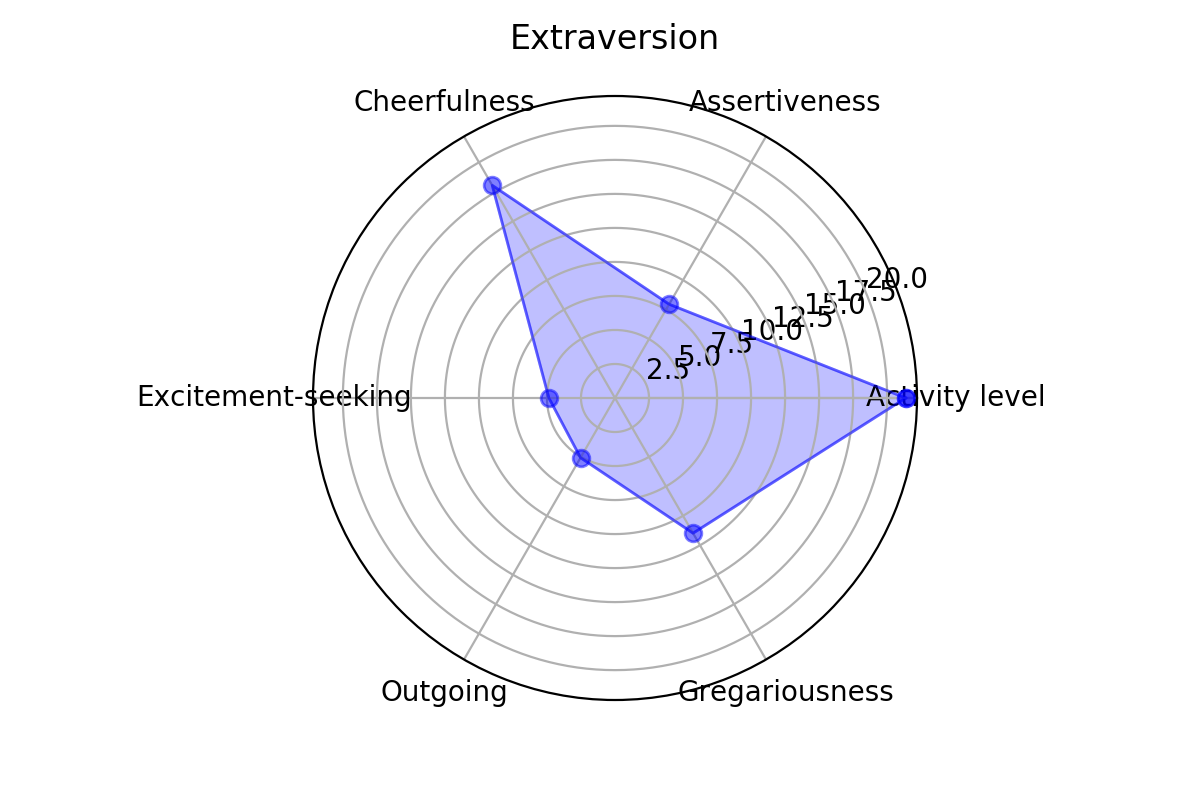 Extraversion
Cheerfulness
Assertiveness
20.0
17.5
15.0
12.5
10.0
7.5
5.0
2.5
Excitement-seeking
Activity level
Outgoing
Gregariousness